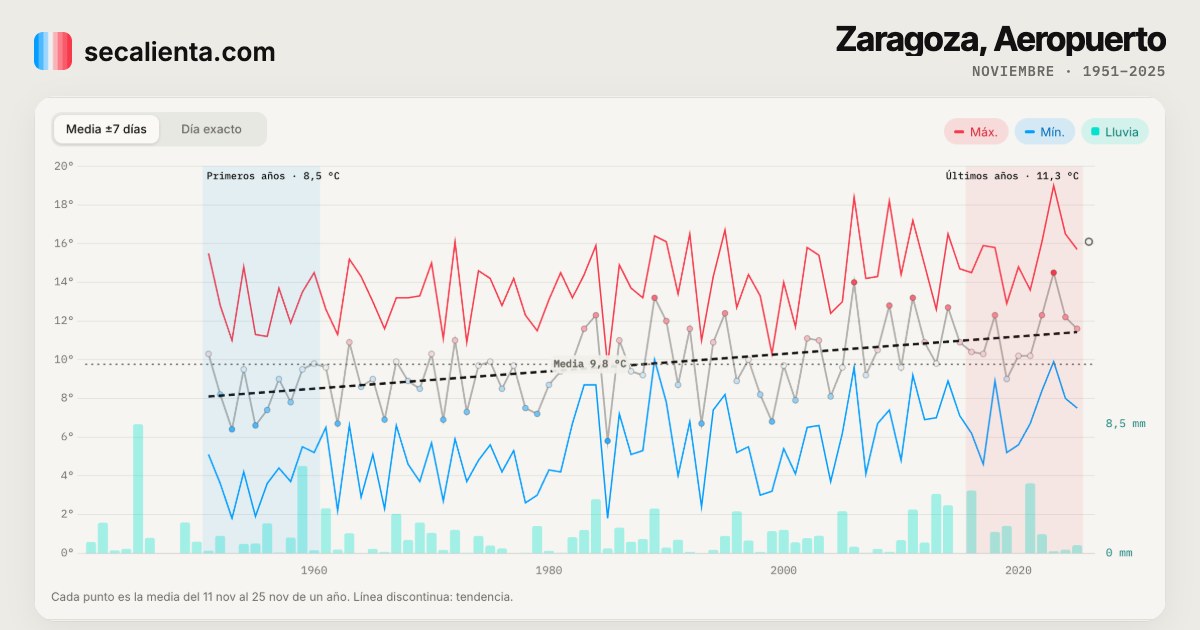 secalienta.com
Zaragoza, Aeropuerto
NOVIEMBRE · 1951–2025
Media ±7 días
Día exacto
Máx.
Mín.
Lluvia
Primeros años · 8,5 °C
Últimos años · 11,3 °C
20°
18°
16°
14°
12°
10°
8°
6°
4°
2°
0°
Media 9,8 °C
8,5 mm
0 mm
1960
1980
2000
2020
Cada punto es la media del 11 nov al 25 nov de un año. Línea discontinua: tendencia.